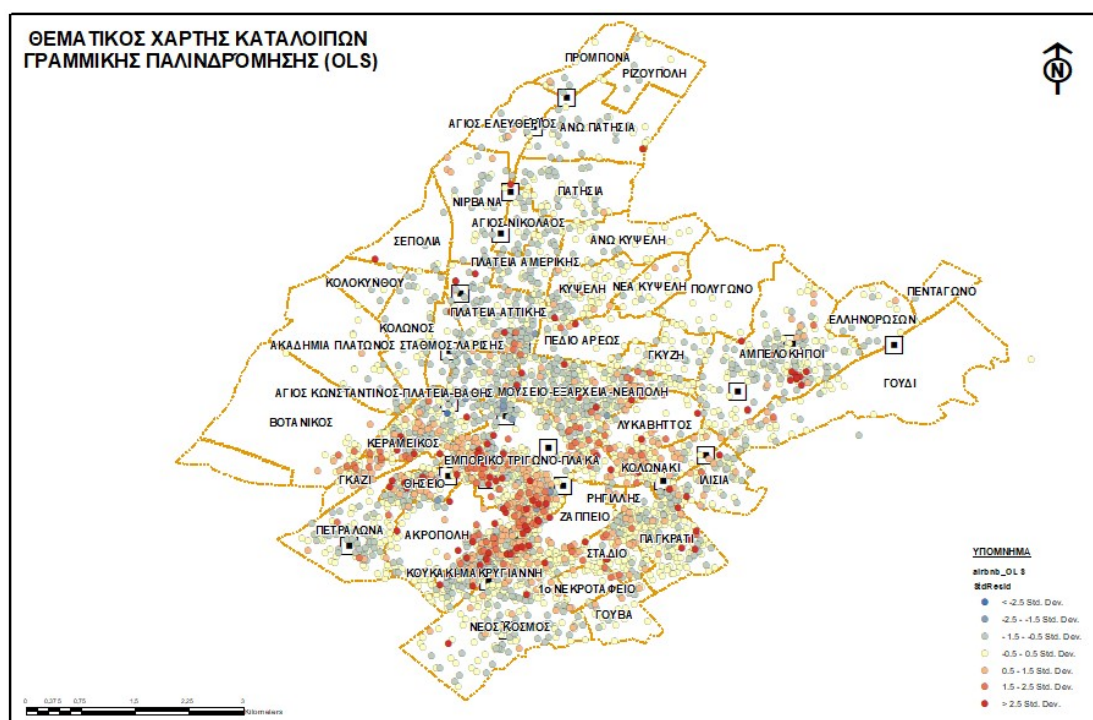 ΘΕΜΑΤΙΚΟΣ ΧΑΡΤΗΣ ΚΑΤΑΛΟΙΠΩΝ
ΓΡΑΜΜΙΚΗΣ ΠΑΛΙΝΔΡΌΜΗΣΗΣ (OLS)
N
ΠΡΟΜΠΟΝΑ
ΡΙΖΟΥΠΟΛΗ
ΑΓΙΟΣ ΕΛΕΥΘΕΡΙΟΣ
ΑΝΩ ΠΑΤΗΣΙΑ
ΠΑΤΗΣΙΑ
ΝΙΡΒΑΝΑ
ΑΓΙΟΣ-ΝΙΚΟΛΑΟΣ
ΣΕΠΟΛΙΑ
ΑΝΩ ΚΥΨΕΛΗ
ΠΛΑΤΕΙΑ ΑΜΕΡΙΚΗΣ
ΚΟΛΟΚΥΝΘΟΥ
ΚΥΨΕΛΗ
ΝΕΑ ΚΥΨΕΛΗ
ΠΟΛΥΓΩΝΟ
ΠΕΝΤΑΓΩΝΟ
ΠΛΑΤΕΙΑ ΑΤΤΙΚΗΣ
ΕΛΛΗΝΟΡΩΣΩΝ
ΚΟΛΩΝΟΣ
ΑΚΑΔΗΜΙΑ ΠΛΑΤΩΝΟΣ
ΣΤΑΘΜΟΣ-ΛΑΡΙΣΗΣ
ΠΕΔΙΟ ΑΡΕΩΣ
ΓΚΥΖΗ
ΑΜΠΕΛΟΚΗΠΟΙ
ΓΟΥΔΙ
ΑΓΙΟΣ ΚΩΝΣΤΑΝΤΙΝΟΣ-ΠΛΑΤΕΙΑ-ΒΑΘΗΣ
ΜΟΥΣΕΙΟ-ΕΞΑΡΧΕΙΑ-ΝΕΑΠΟΛΗ
ΒΟΤΑΝΙΚΟΣ
ΛΥΚΑΒΗΤΤΟΣ
ΚΕΡΑΜΕΙΚΟΣ
ΕΜΠΟΡΙΚΟ ΤΡΙΓΩΝΟ-ΠΛΑΚΑ
ΚΟΛΩΝΑΚΙ
ΓΚΑΖΙ
ΘΗΣΕΙΟ
ΙΛΙΣΙΑ
ΡΗΓΙΛΛΗΣ
ΖΑΠΠΕΙΟ
ΠΕΤΡΑΛΩΝΑ
ΑΚΡΟΠΟΛΗ
ΠΑΓΚΡΑΤΙ
ΣΤΑΔΙΟ
ΚΟΥΚΑΚΙ-ΜΑΚΡΥΓΙΑΝΝΗ
1ο ΝΕΚΡΟΤΑΦΕΙΟ
ΓΟΥΒΑ
ΝΕΟΣ ΚΟΣΜΟΣ
ΥΠΟΜΝΗΜΑ
airbnb_OLS
StdResid
< -2.5 Std. Dev.
-2.5 - -1.5 Std. Dev.
-1.5 - -0.5 Std. Dev.
-0.5 - 0.5 Std. Dev.
0.5 - 1.5 Std. Dev.
1.5 - 2.5 Std. Dev.
> 2.5 Std. Dev.
0 0,375 0,75 1,5 2,25 3
Kilometers